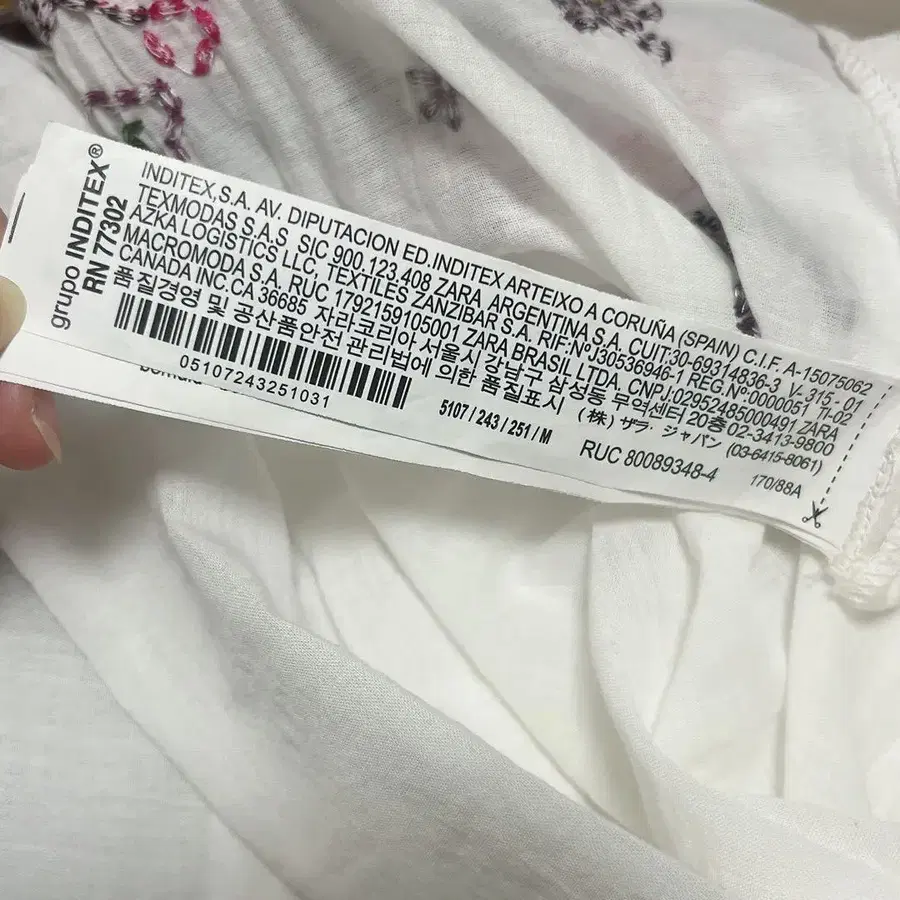 grupo INDITEX®
RN 77302
INDITEX,S.A. AV. DIPUTACION ED.INDITEX ARTEIXO A CORUÑA (SPAIN) C.I.F. A-15075062
TEXMODAS S.A.S. SIC 900.123.408 ZARA ARGENTINA S.A. CUIT:30-69314836-3 V. 315 - 01
AZKA LOGISTICS LLC, TEXTILES ZANZIBAR S.A. RIF:NºJ30536946-1 REG Nº:0000051 TI-02
MACROMODA S.A. RUC 1792159105001 ZARA BRASIL LTDA. CNPJ:02952485000491 ZARA
CANADA INC. CA 36685 자라코리아 서울시 강남구 삼성동 무역센터 20층 02-3413-9800
품질경영 및 공산품안전 관리법에 의한 품질표시 (株) ザラ・ジャパン (03-6415-8061)
05107243251031
5107 / 243 / 251 / M
RUC 80089348-4
170/88A